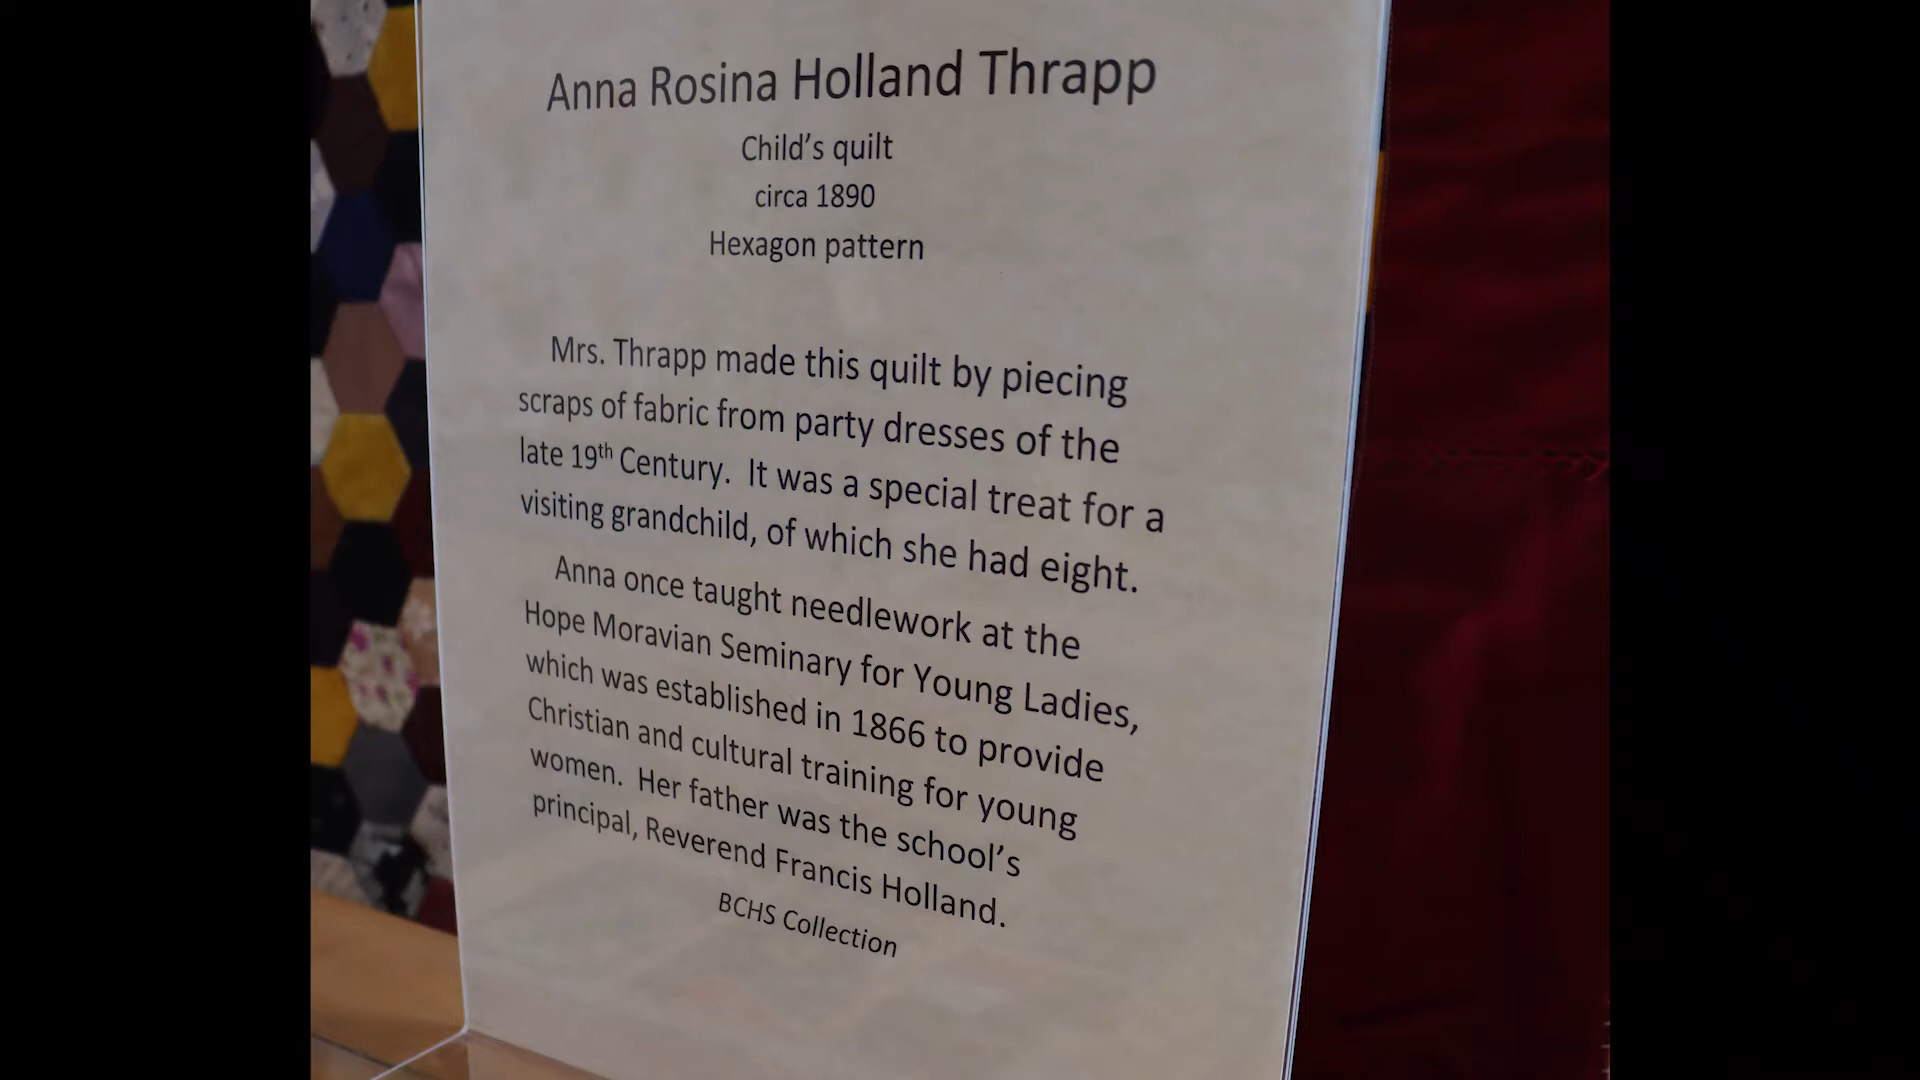 Anna Rosina Holland Thrapp
Child's quilt
circa 1890
Hexagon pattern
Mrs. Thrapp made this quilt by piecing
scraps of fabric from party dresses of the
late 19th Century.  It was a special treat for a
visiting grandchild, of which she had eight.
Anna once taught needlework at the
Hope Moravian Seminary for Young Ladies,
which was established in 1866 to provide
Christian and cultural training for young
women.  Her father was the school's
principal, Reverend Francis Holland.
BCHS Collection